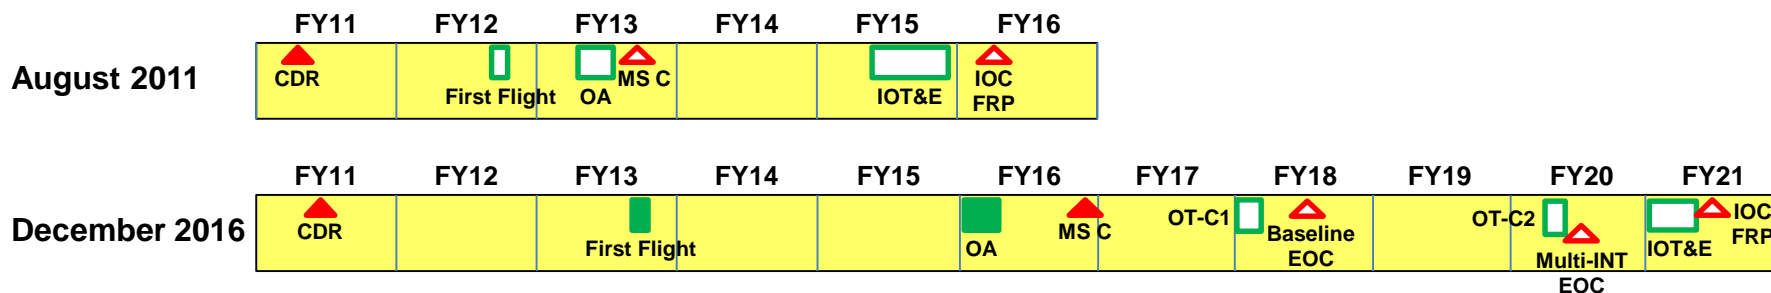 FY11 FY12 FY13 FY14 FY15 FY16
August 2011
CDR
First Flight
OA
MS C
IOT&E
IOC
FRP
FY11 FY12 FY13 FY14 FY15 FY16 FY17 FY18 FY19 FY20 FY21
December 2016
CDR
First Flight
OA
MS C
OT-C1
Baseline
EOC
OT-C2
Multi-INT
EOC
IOT&E
IOC
FRP